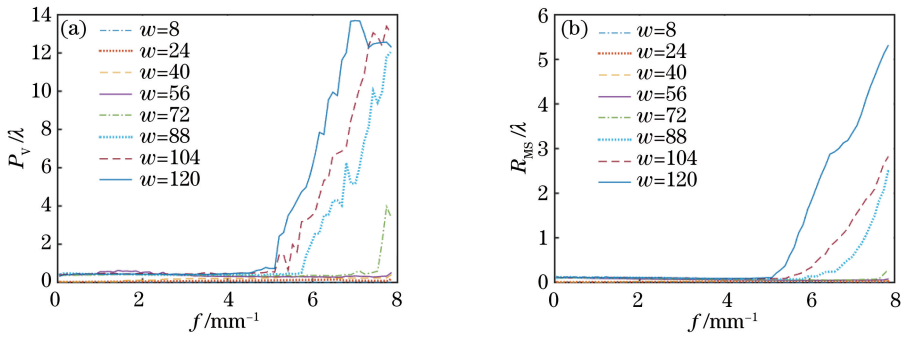 (a)
14
12
10
8
6
4
2
0
P_V/λ
w=8
w=24
w=40
w=56
w=72
w=88
w=104
w=120
0 2 4 6 8
f/mm⁻¹
(b)
6
5
4
3
2
1
0
R_MS/λ
w=8
w=24
w=40
w=56
w=72
w=88
w=104
w=120
0 2 4 6 8
f/mm⁻¹